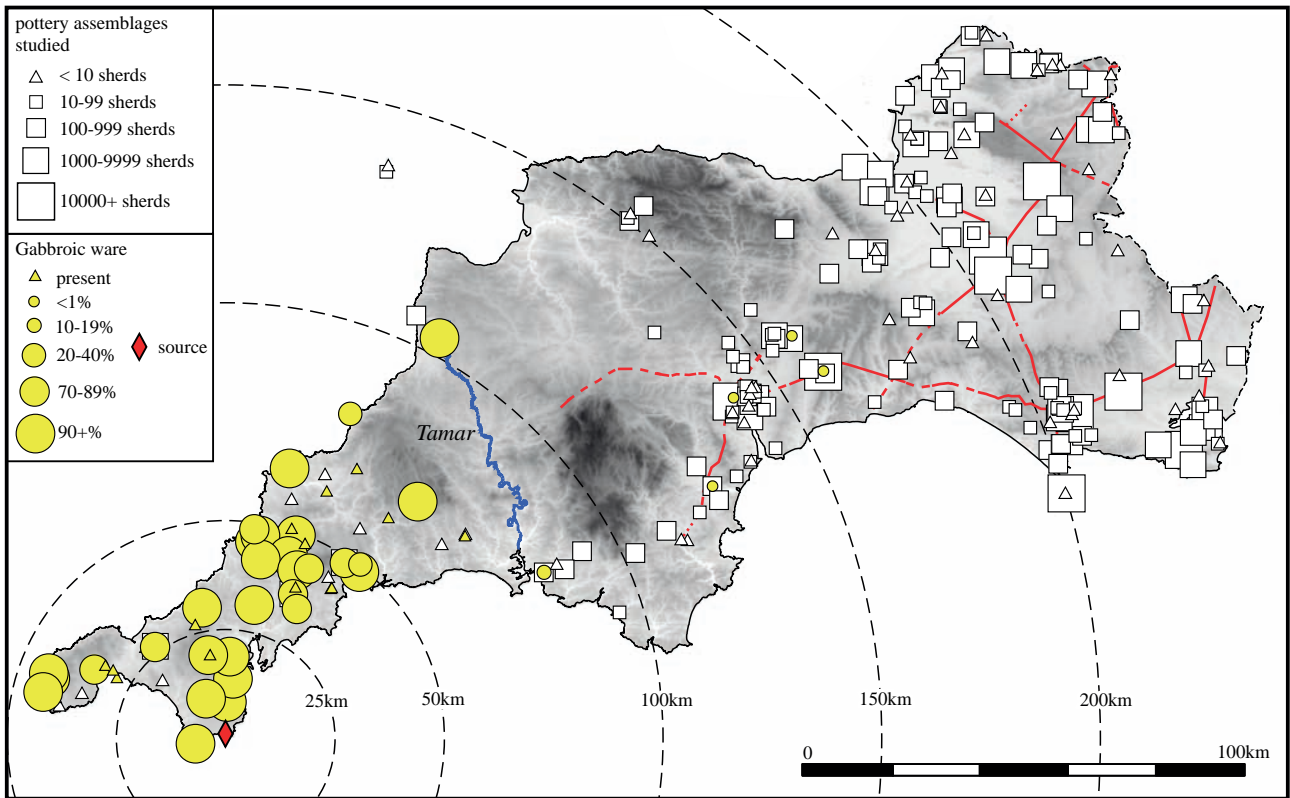 pottery assemblages
studied
< 10 sherds
10-99 sherds
100-999 sherds
1000-9999 sherds
10000+ sherds
Gabbroic ware
present
<1%
10-19%
20-40%
70-89%
90+%
source
Tamar
25km
50km
100km
150km
200km
0
100km